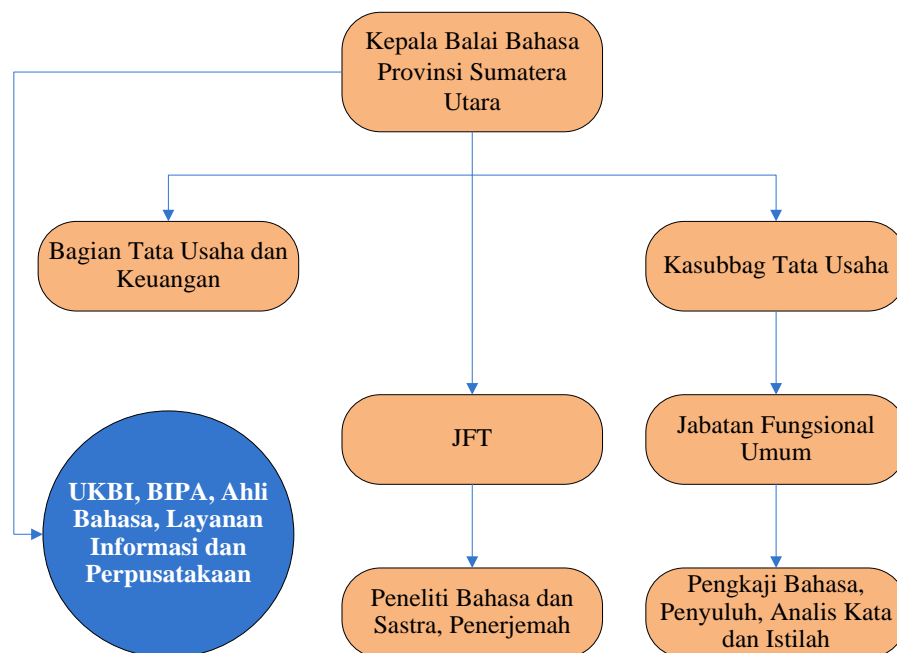 Kepala Balai Bahasa
Provinsi Sumatera
Utara
Bagian Tata Usaha dan
Keuangan
Kasubbag Tata Usaha
JFT
Jabatan Fungsional
Umum
UKBI, BIPA, Ahli
Bahasa, Layanan
Informasi dan
Perpusatakaan
Peneliti Bahasa dan
Sastra, Penerjemah
Pengkaji Bahasa,
Penyuluh, Analis Kata
dan Istilah